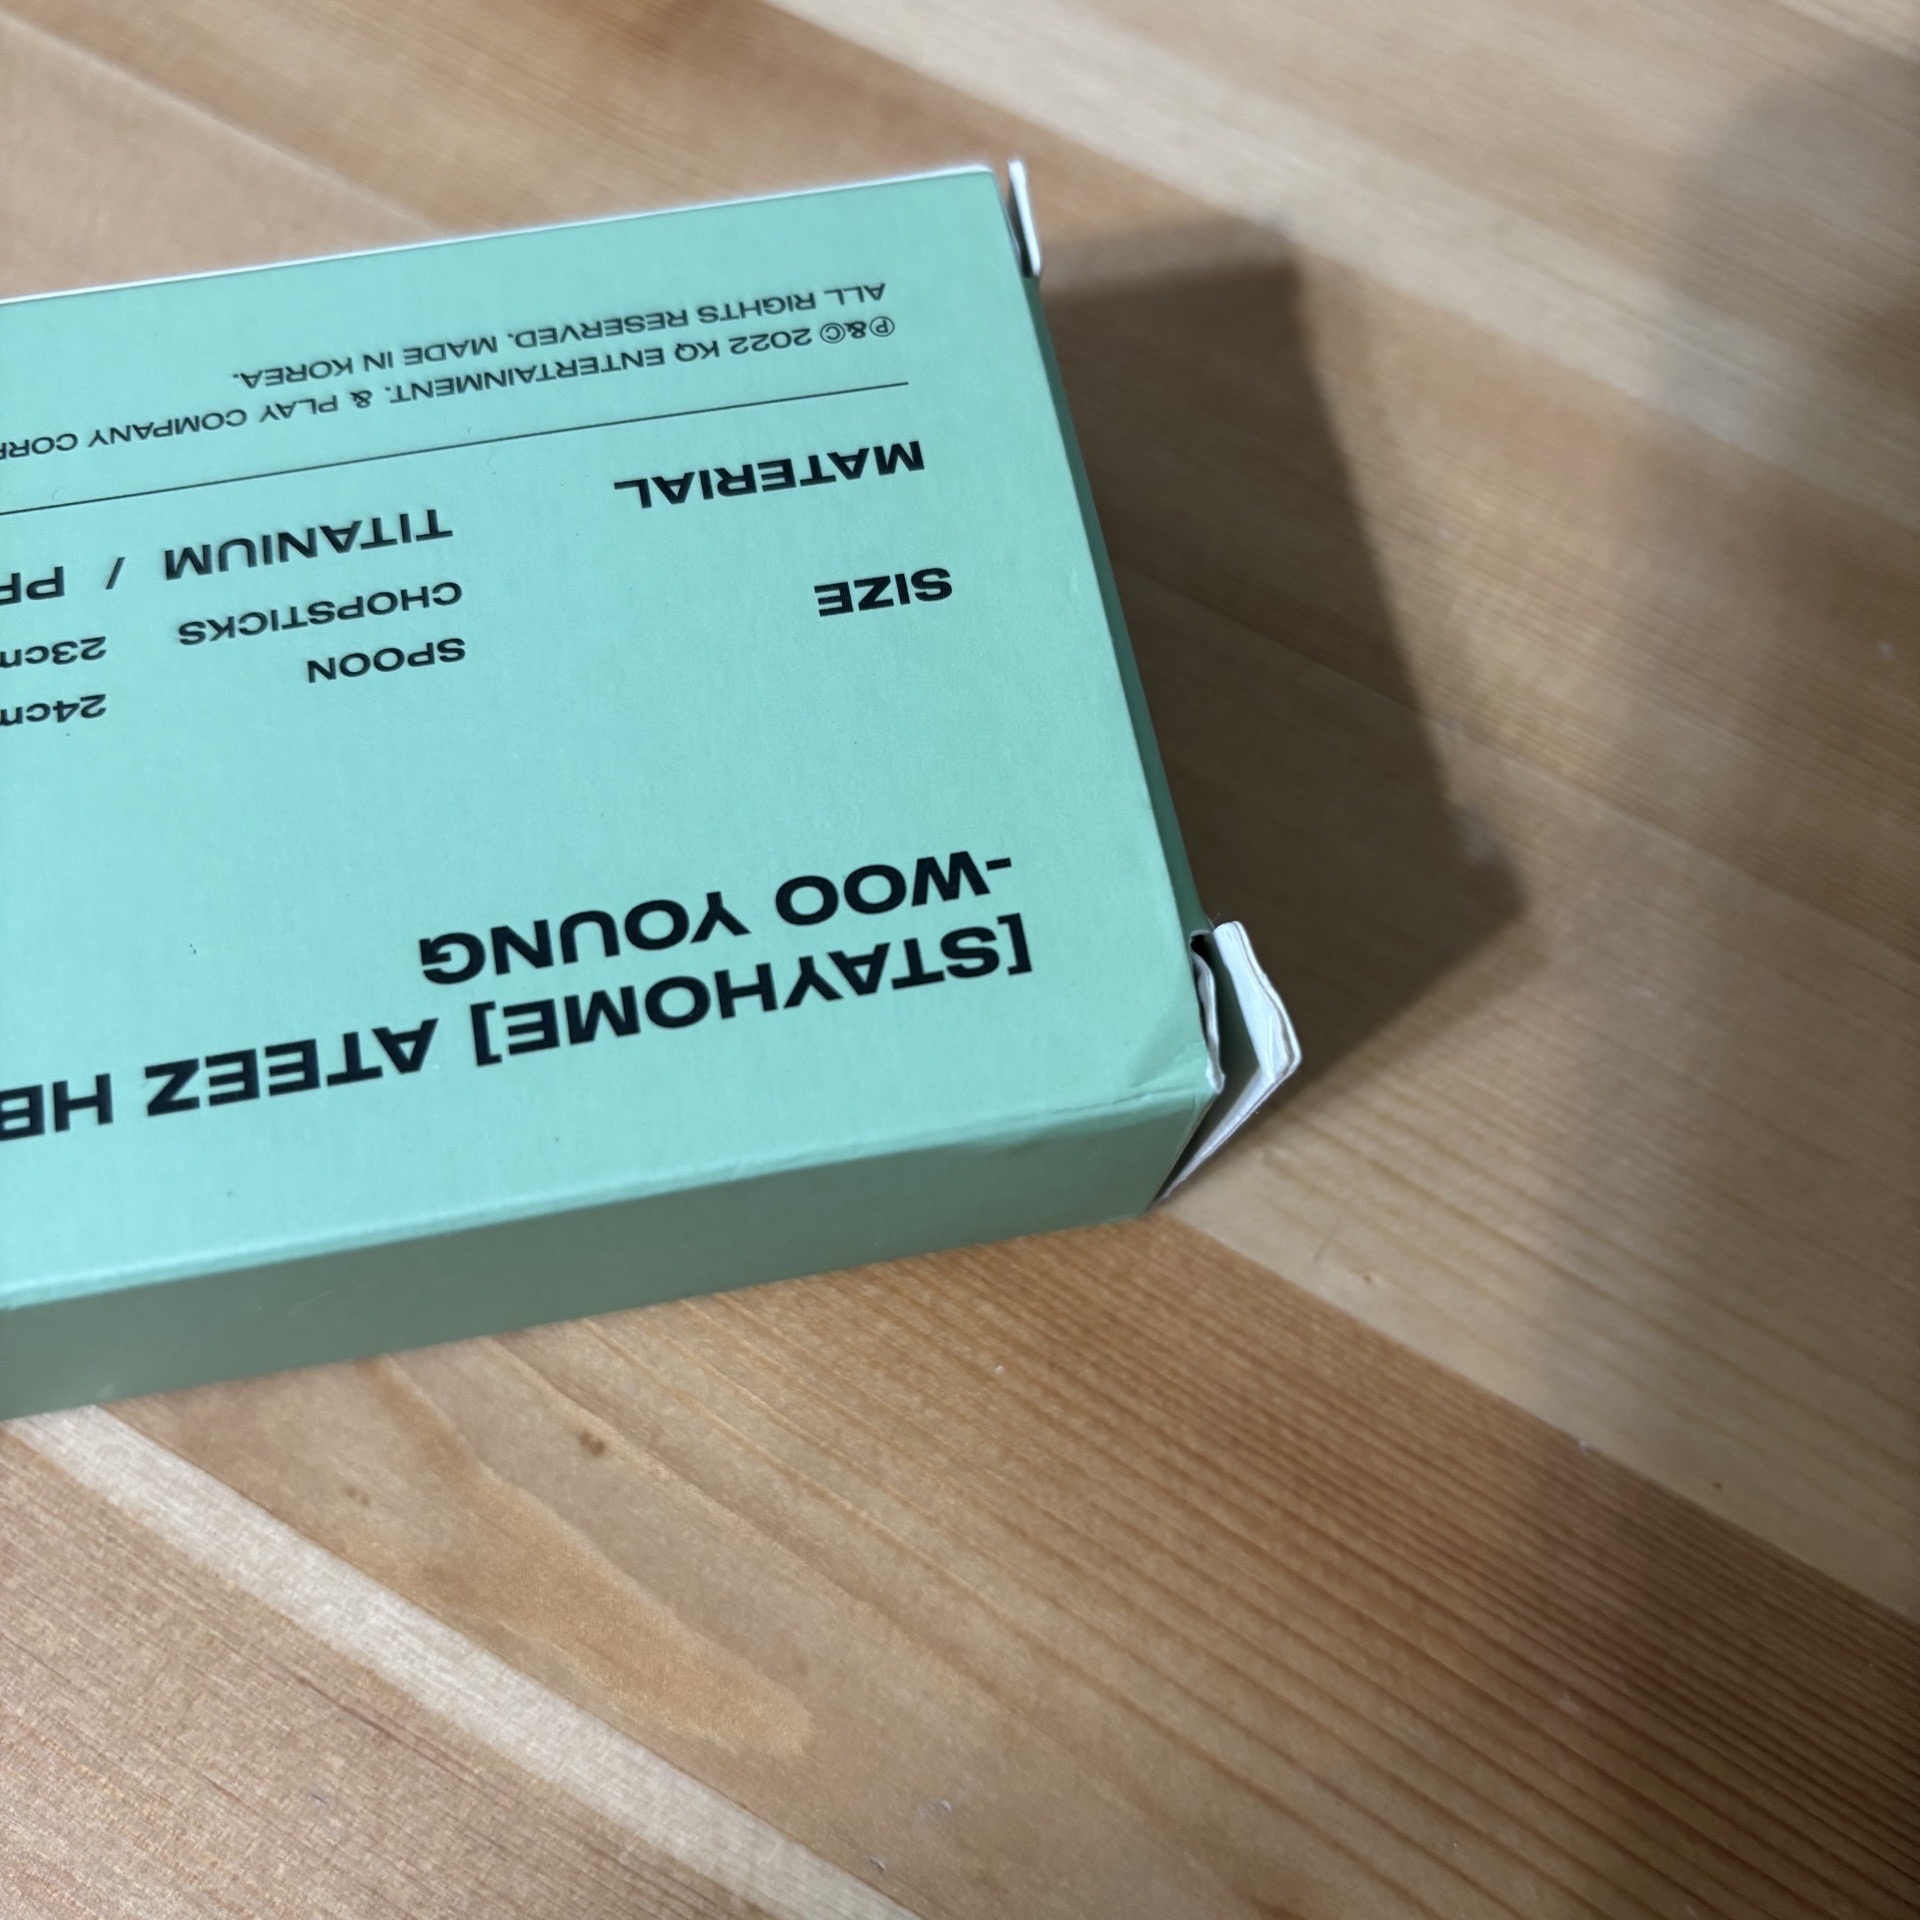 [STAYHOME] ATEEZ
-WOO YOUNG
SIZE SPOON
CHOPSTICKS
MATERIAL TITANIUM /
Ⓟ&© 2022 KQ ENTERTAINMENT. & PLAY COMPANY
ALL RIGHTS RESERVED. MADE IN KOREA.